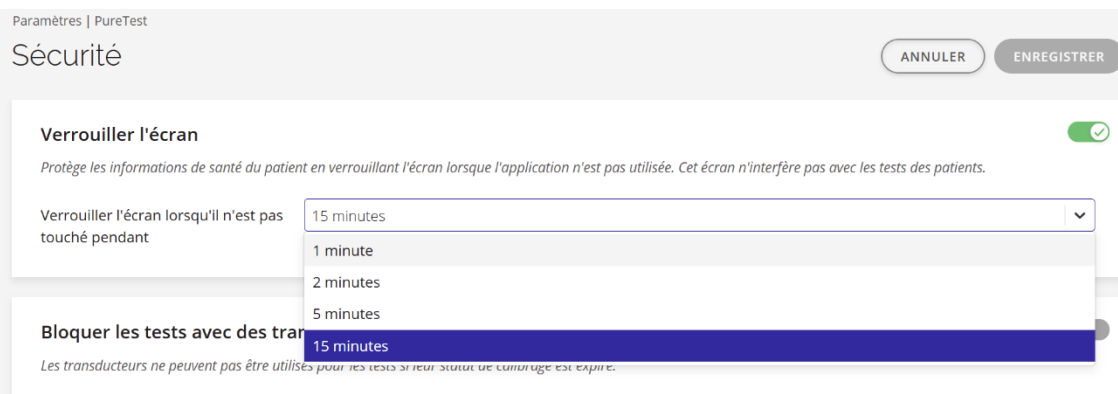 Paramètres | PureTest
Sécurité
ANNULER
ENREGISTRER
Verrouiller l'écran
Protège les informations de santé du patient en verrouillant l'écran lorsque l'application n'est pas utilisée. Cet écran n'interfère pas avec les tests des patients.
Verrouiller l'écran lorsqu'il n'est pas
touché pendant
15 minutes
1 minute
2 minutes
5 minutes
15 minutes
Bloquer les tests avec des
Les transducteurs ne peuvent pas être utilisés pour les tests si leur statut de calibrage est expiré.